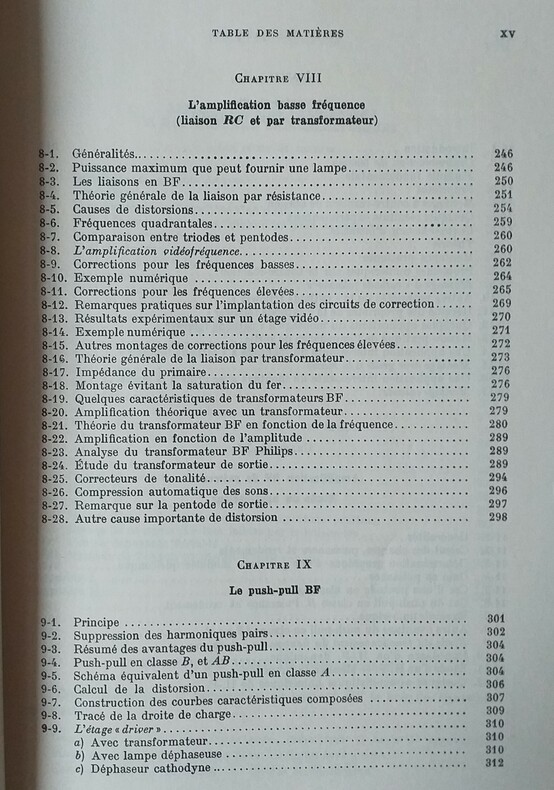 TABLE DES MATIÈRES XV
CHAPITRE VIII
L'amplification basse fréquence
(liaison RC et par transformateur)
8-1. Généralités 246
8-2. Puissance maximum que peut fournir une lampe 246
8-3. Les liaisons en BF 250
8-4. Théorie générale de la liaison par résistance 251
8-5. Causes de distorsions 254
8-6. Fréquences quadrantales 259
8-7. Comparaison entre triodes et pentodes 260
8-8. L'amplification vidéofréquence 260
8-9. Corrections pour les fréquences basses 262
8-10. Exemple numérique 264
8-11. Corrections pour les fréquences élevées 265
8-12. Remarques pratiques sur l'implantation des circuits de correction 269
8-13. Résultats expérimentaux sur un étage vidéo 270
8-14. Exemple numérique 271
8-15. Autres montages de corrections pour les fréquences élevées 272
8-16. Théorie générale de la liaison par transformateur 273
8-17. Impédance du primaire 276
8-18. Montage évitant la saturation du fer 276
8-19. Quelques caractéristiques de transformateurs BF 279
8-20. Amplification théorique avec un transformateur 279
8-21. Théorie du transformateur BF en fonction de la fréquence 280
8-22. Amplification en fonction de l'amplitude 289
8-23. Analyse du transformateur BF Philips 289
8-24. Étude du transformateur de sortie 289
8-25. Correcteurs de tonalité 294
8-26. Compression automatique des sons 296
8-27. Remarque sur la pentode de sortie 297
8-28. Autre cause importante de distorsion 298
CHAPITRE IX
Le push-pull BF
9-1. Principe 301
9-2. Suppression des harmoniques pairs 302
9-3. Résumé des avantages du push-pull 304
9-4. Push-pull en classe B, et AB 304
9-5. Schéma équivalent d'un push-pull en classe A 304
9-6. Calcul de la distorsion 306
9-7. Construction des courbes caractéristiques composées 307
9-8. Tracé de la droite de charge 309
9-9. L'étage « driver » 310
a) Avec transformateur 310
b) Avec lampe déphaseuse 310
c) Déphaseur cathodyne 312